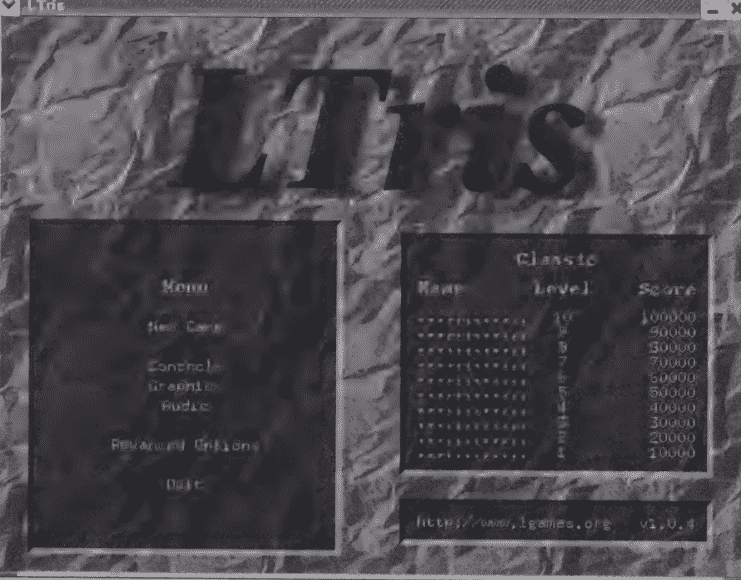 LTris
LTris
Menu
New Game
Controls
Graphics
Audio
Advanced Options
Quit
Classic
Name Level Score
............ 10 100000
............ 9 90000
............ 8 80000
............ 7 70000
............ 6 60000
............ 5 50000
............ 4 40000
............ 3 30000
............ 2 20000
............ 1 10000
http://www.lgames.org v1.0.4